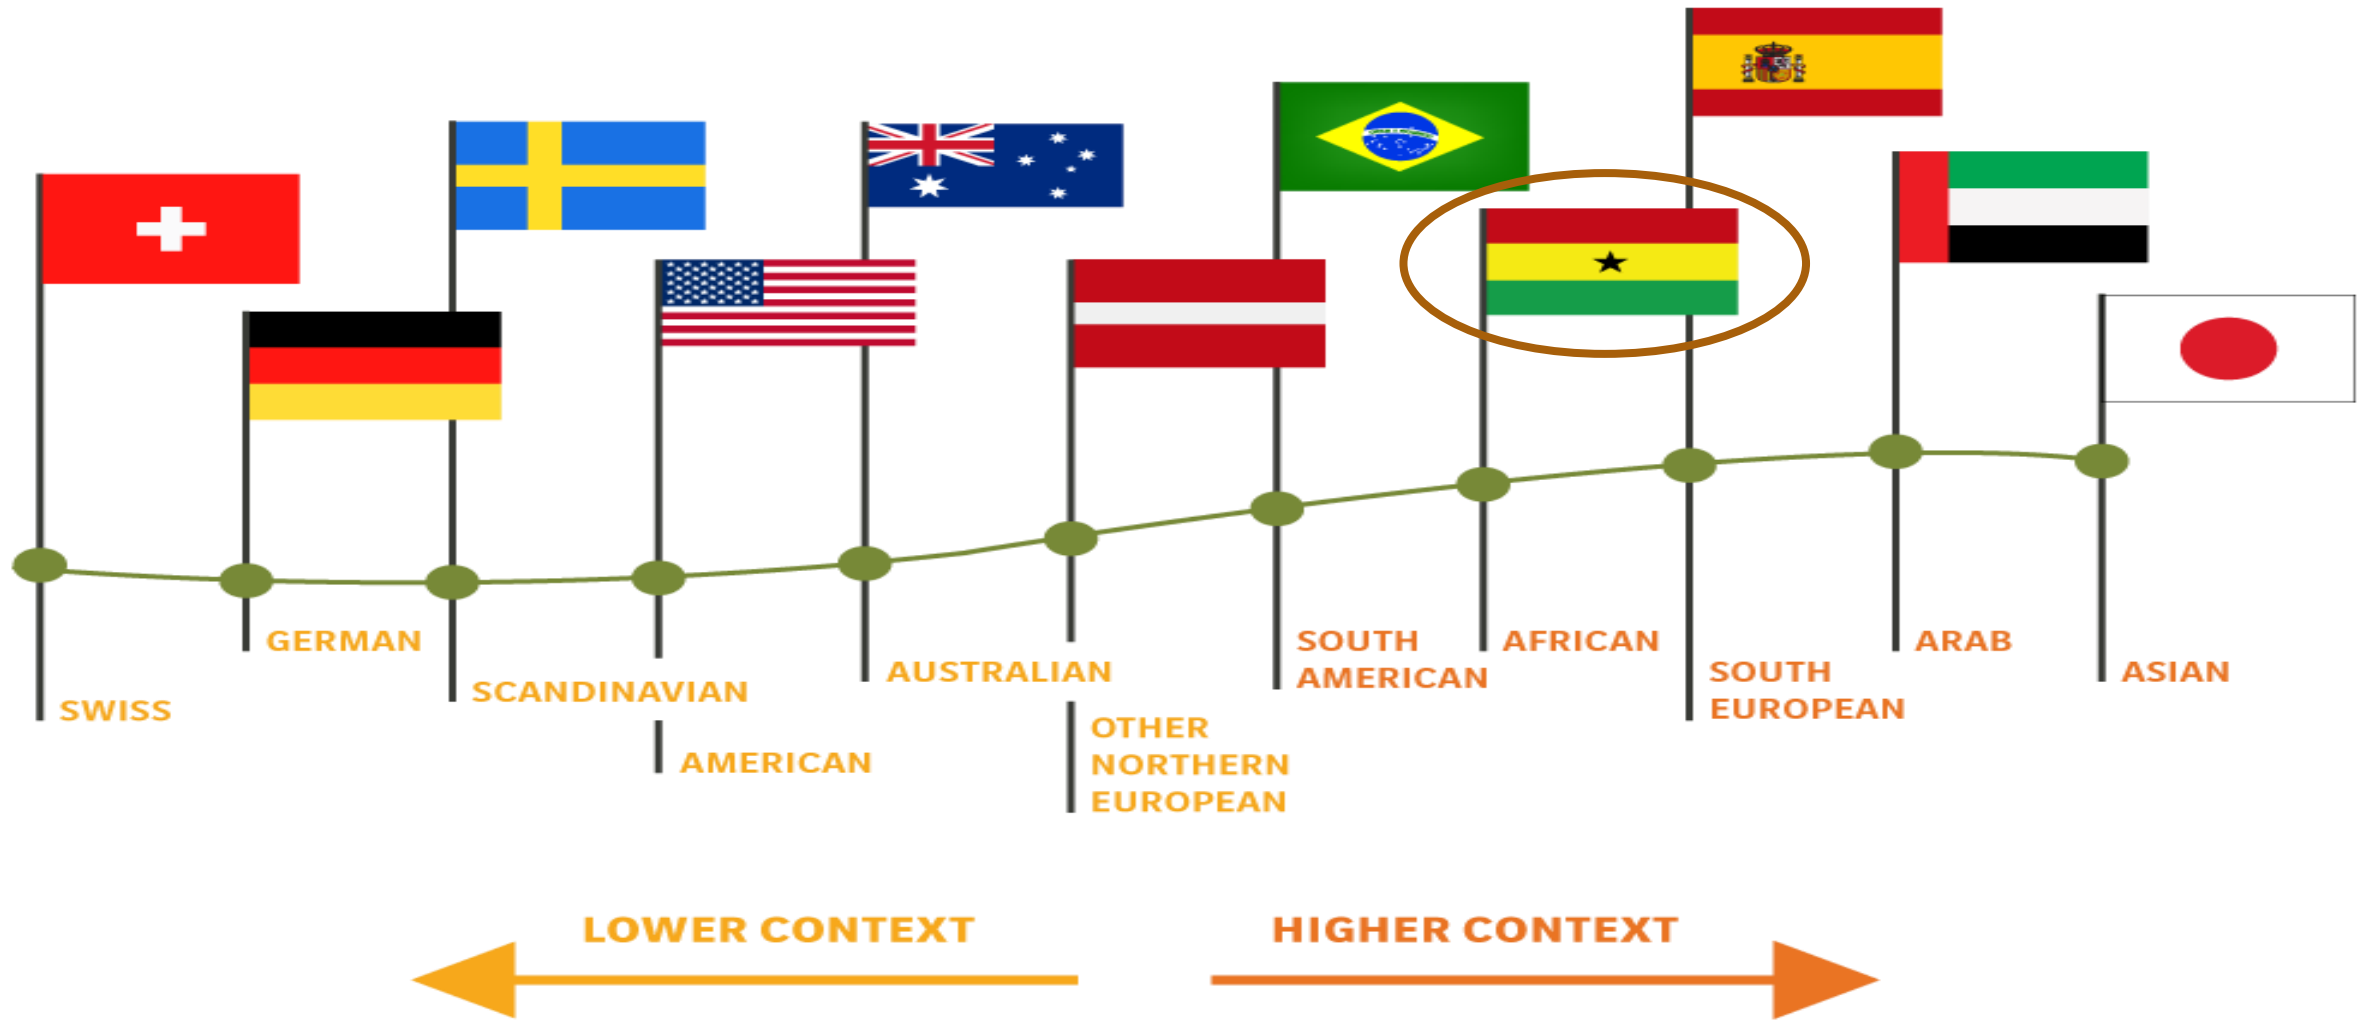 SWISS
GERMAN
SCANDINAVIAN
AMERICAN
AUSTRALIAN
OTHER
NORTHERN
EUROPEAN
SOUTH
AMERICAN
AFRICAN
SOUTH
EUROPEAN
ARAB
ASIAN
LOWER CONTEXT
HIGHER CONTEXT